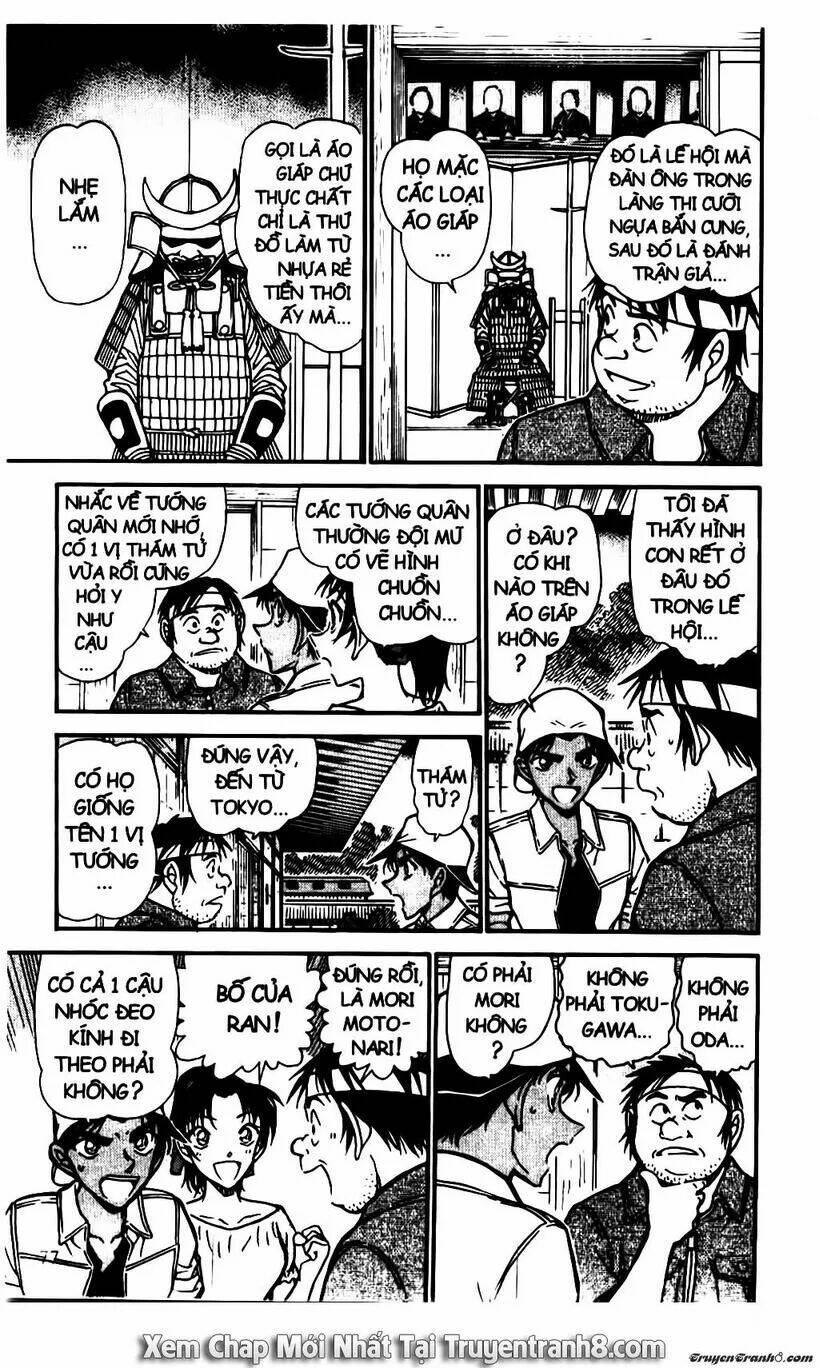 ĐÓ LÀ LỄ HỘI MÀ
ĐÀN ÔNG TRONG
LÀNG THI CƯỠI
NGỰA BẮN CUNG,
SAU ĐÓ LÀ ĐÁNH
TRẬN GIẢ...
HỌ MẶC
CÁC LOẠI
ÁO GIÁP
...
GỌI LÀ ÁO
GIÁP CHỨ
THỰC CHẤT
CHỈ LÀ THỨ
ĐỒ LÀM TỪ
NHỰA RẺ
TIỀN THÔI
ẤY MÀ...
NHẸ
LẮM
...
TÔI ĐÃ
THẤY HÌNH
CON RẾT Ở
ĐÂU ĐÓ
TRONG LỄ
HỘI...
Ở ĐÂU?
CÓ KHI
NÀO TRÊN
ÁO GIÁP
KHÔNG
?
CÁC TƯỚNG QUÂN
THƯỜNG ĐỘI MŨ
CÓ VẼ HÌNH
CHUỒN
CHUỒN...
NHẮC VỀ TƯỚNG
QUÂN MỚI NHỚ,
CÓ 1 VỊ THÁM TỬ
VỪA RỒI CŨNG
HỎI Y
NHƯ
CẬU
...
THÁM
TỬ?
ĐÚNG VẬY,
ĐẾN TỪ
TOKYO...
CÓ HỌ
GIỐNG
TÊN 1 VỊ
TƯỚNG
...
KHÔNG
PHẢI
ODA...
KHÔNG
PHẢI TOKU-
GAWA...
CÓ PHẢI
MORI
KHÔNG
?
ĐÚNG RỒI,
LÀ MORI
MOTO-
NARI!
BỐ CỦA
RAN!
CÓ CẢ 1 CẬU
NHÓC ĐEO
KÍNH ĐI
THEO PHẢI
KHÔNG?
77
Xem Chap Mới Nhất Tại Truyentranh8.com
TruyenTranh8.com